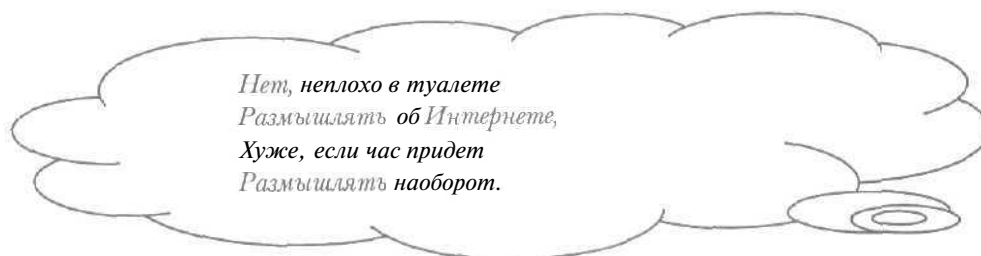 Нет, неплохо в туалете
Размышлять об Интернете,
Хуже, если час придет
Размышлять наоборот.